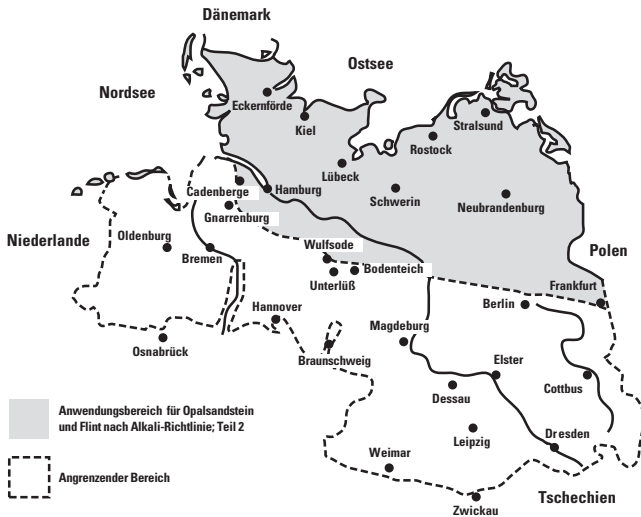 Dänemark
Ostsee
Nordsee
Eckernförde
Kiel
Stralsund
Rostock
Lübeck
Cadenberge
Hamburg
Schwerin
Neubrandenburg
Gnarrenburg
Niederlande
Oldenburg
Bremen
Wulfsode
Polen
Unterlüß
Bodenteich
Frankfurt
Hannover
Berlin
Magdeburg
Osnabrück
Braunschweig
Elster
Dessau
Cottbus
Anwendungsbereich für Opalsandstein
und Flint nach Alkali-Richtlinie; Teil 2
Leipzig
Dresden
Weimar
Angrenzender Bereich
Tschechien
Zwickau